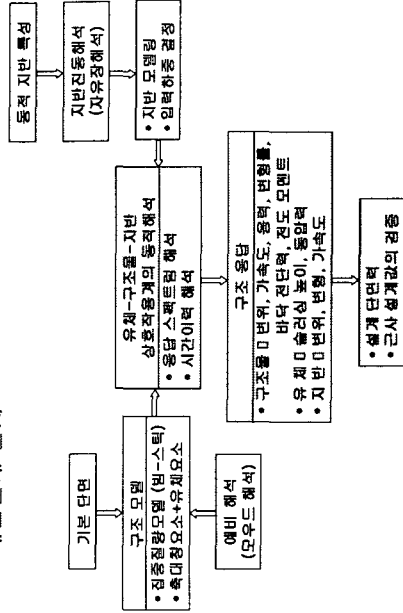 기본 단면
구조 모델
• 집중질량모델 (빔-스틱)
• 축대칭요소+유체요소
예비 해석
(모우드 해석)
동적 지반 특성
지반진동해석
(자유장해석)
• 지반 모델링
• 입력하중 결정
유체-구조물-지반
상호작용계의 동적해석
• 응답 스펙트럼 해석
• 시간이력 해석
구조 응답
• 구조물 □ 변위, 가속도, 응력, 변형률,
바닥 전단력, 전도 모멘트
• 유 체 □ 슬러싱 높이, 동압력
• 지 반 □ 변위, 변형, 가속도
• 설계 단면력
• 근사 설계값의 검증